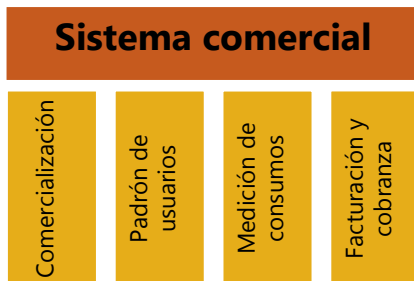 Sistema comercial
Comercialización
Padrón de
usuarios
Medición de
consumos
Facturación y
cobranza